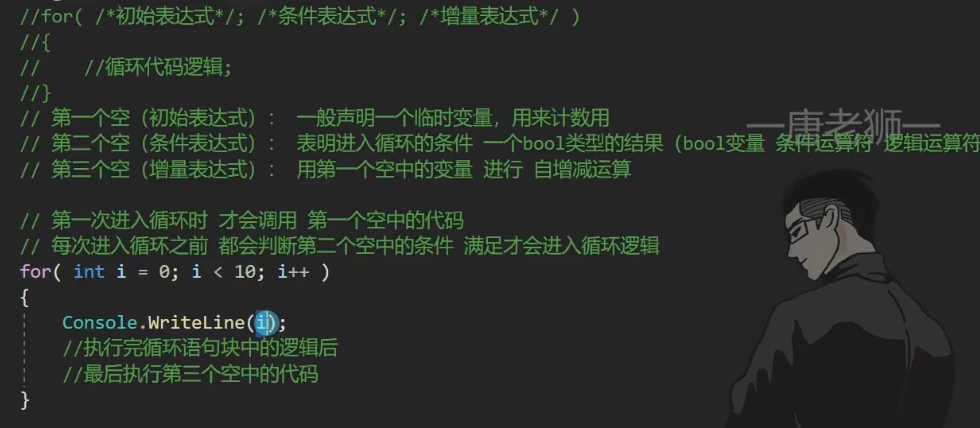 //for( /*初始表达式*/; /*条件表达式*/; /*增量表达式*/ )
//{
//    //循环代码逻辑;
//}
// 第一个空（初始表达式）： 一般声明一个临时变量，用来计数用
一唐老狮一
// 第二个空（条件表达式）： 表明进入循环的条件 一个bool类型的结果（bool变量 条件运算符 逻辑运算符
// 第三个空（增量表达式）： 用第一个空中的变量 进行 自增减运算
// 第一次进入循环时 才会调用 第一个空中的代码
// 每次进入循环之前 都会判断第二个空中的条件 满足才会进入循环逻辑
for( int i = 0; i < 10; i++ )
{
    Console.WriteLine(i);
    //执行完循环语句块中的逻辑后
    //最后执行第三个空中的代码
}